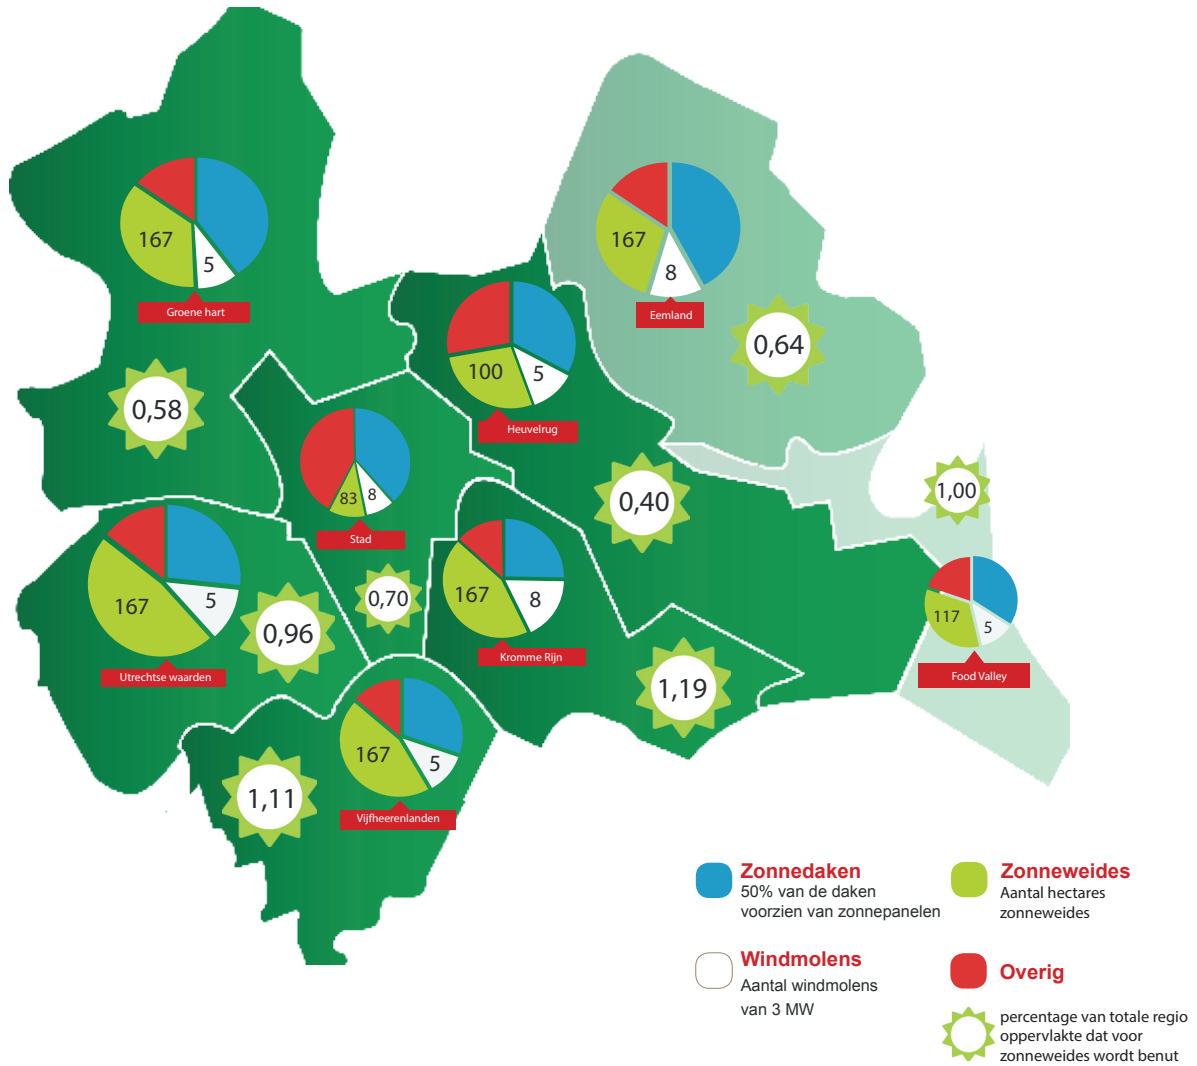 167
5
Groene hart
0,58
167
8
Eemland
0,64
100
5
Heuvelrug
0,40
83
8
Stad
0,70
1,00
117
5
Food Valley
167
5
Utrechtse waarden
0,96
167
8
Kromme Rijn
1,19
167
5
Vijfheerenlanden
1,11
Zonnedaken
50% van de daken
voorzien van zonnepanelen
Zonneweides
Aantal hectares
zonneweides
Windmolens
Aantal windmolens
van 3 MW
Overig
percentage van totale regio
oppervlakte dat voor
zonneweides wordt benut